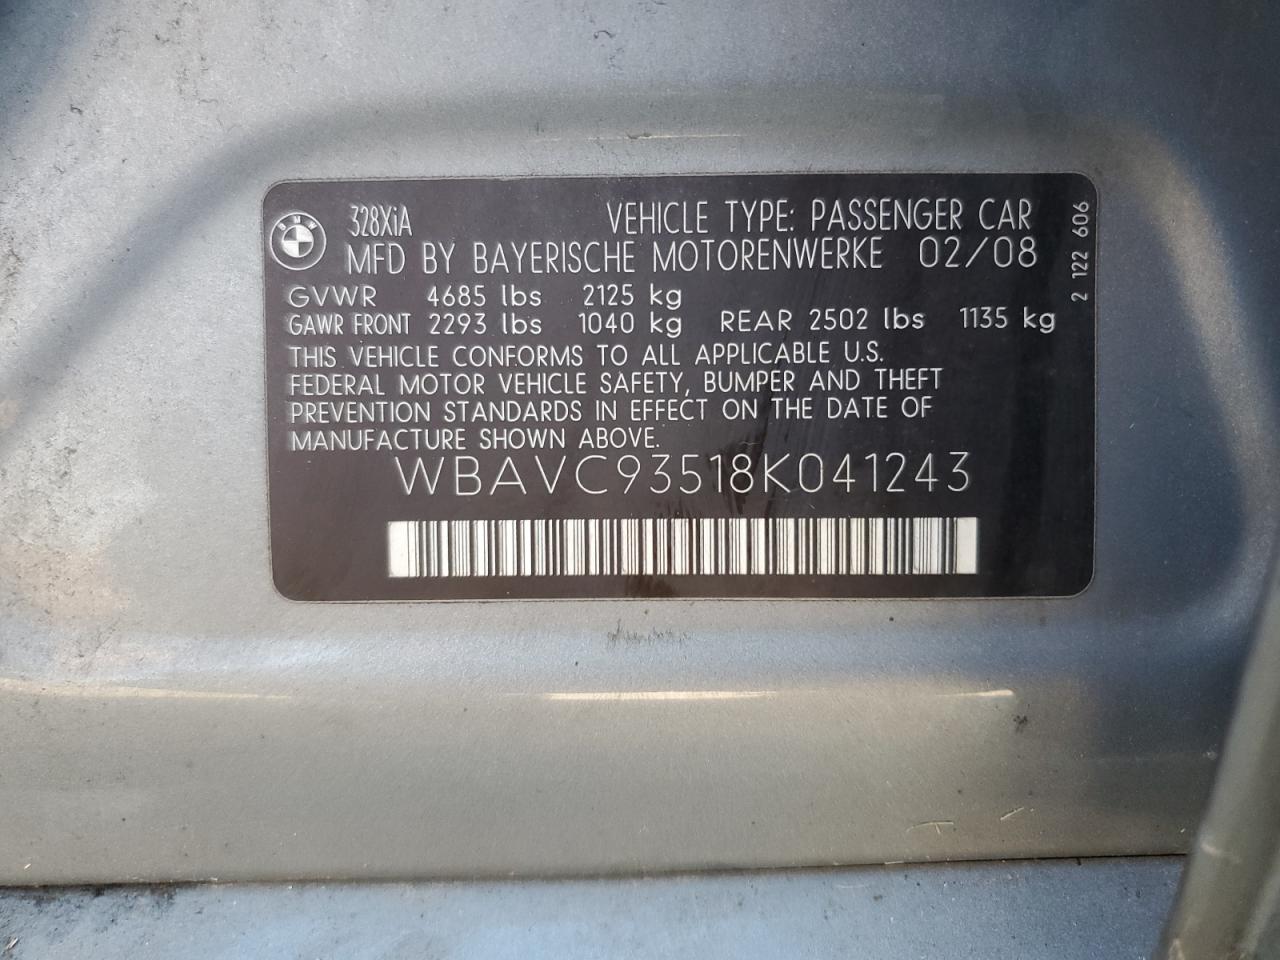 BMW
328XiA VEHICLE TYPE: PASSENGER CAR
MFD BY BAYERISCHE MOTORENWERKE 02/08
GVWR 4685 lbs 2125 kg
GAWR FRONT 2293 lbs 1040 kg REAR 2502 lbs 1135 kg
THIS VEHICLE CONFORMS TO ALL APPLICABLE U.S.
FEDERAL MOTOR VEHICLE SAFETY, BUMPER AND THEFT
PREVENTION STANDARDS IN EFFECT ON THE DATE OF
MANUFACTURE SHOWN ABOVE.
WBAVC93518K041243
2 122 606